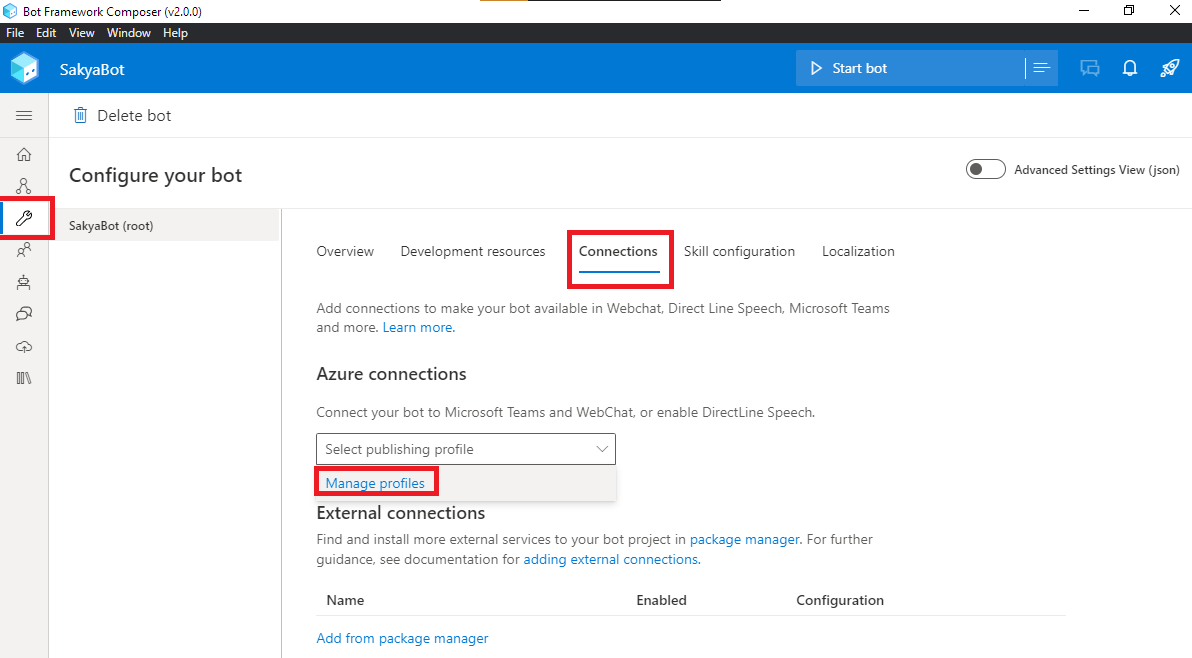 Bot Framework Composer (v2.0.0)
File Edit View Window Help
SakyaBot
Start bot
Delete bot
Configure your bot
Advanced Settings View (json)
SakyaBot (root)
Overview Development resources Connections Skill configuration Localization
Add connections to make your bot available in Webchat, Direct Line Speech, Microsoft Teams
and more. Learn more.
Azure connections
Connect your bot to Microsoft Teams and WebChat, or enable DirectLine Speech.
Select publishing profile
Manage profiles
External connections
Find and install more external services to your bot project in package manager. For further
guidance, see documentation for adding external connections.
Name Enabled Configuration
Add from package manager